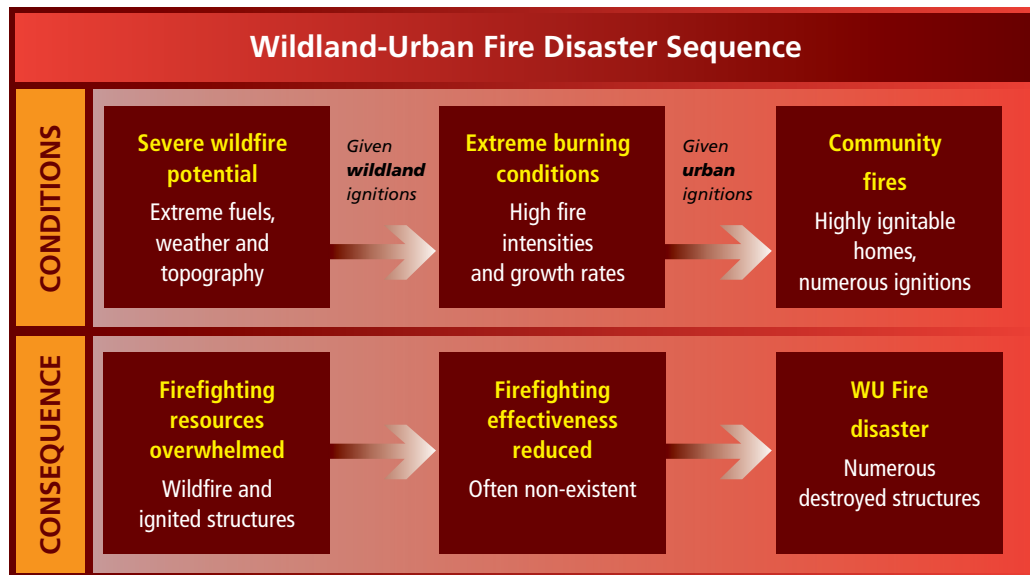 Wildland-Urban Fire Disaster Sequence
CONDITIONS
Severe wildfire
potential
Extreme fuels,
weather and
topography
Given
wildland
ignitions
Extreme burning
conditions
High fire
intensities
and growth rates
Given
urban
ignitions
Community
fires
Highly ignitable
homes,
numerous ignitions
CONSEQUENCE
Firefighting
resources
overwhelmed
Wildfire and
ignited structures
Firefighting
effectiveness
reduced
Often non-existent
WU Fire
disaster
Numerous
destroyed structures